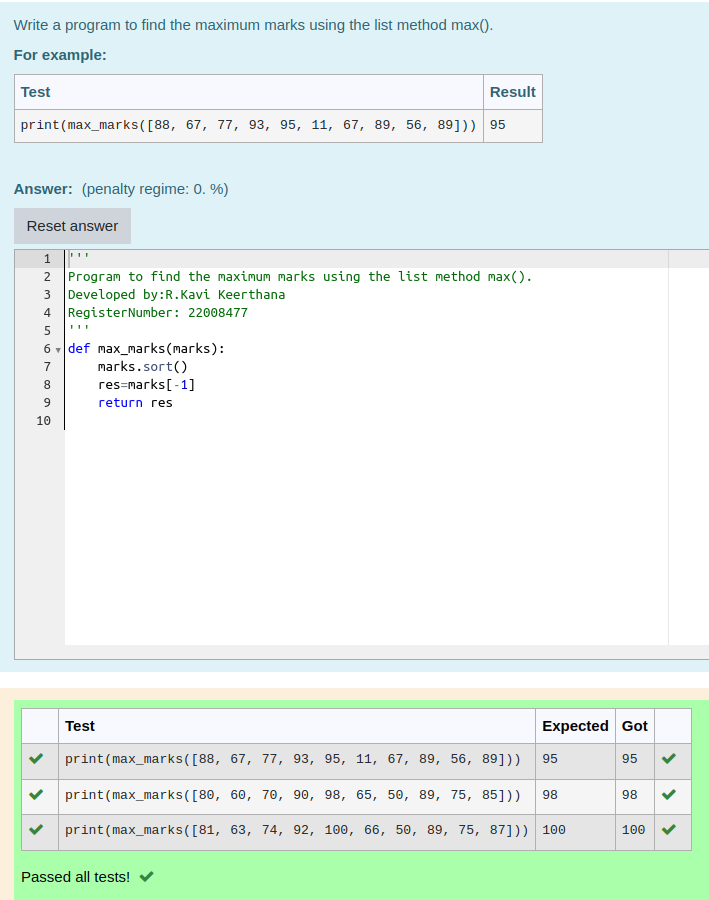 Write a program to find the maximum marks using the list method max().
For example:
Test Result
print(max_marks([88, 67, 77, 93, 95, 11, 67, 89, 56, 89])) 95
Answer: (penalty regime: 0. %)
Reset answer
1 '''
2 Program to find the maximum marks using the list method max().
3 Developed by:R.Kavi Keerthana
4 RegisterNumber: 22008477
5 '''
6 def max_marks(marks):
7     marks.sort()
8     res=marks[-1]
9     return res
10
Test Expected Got
print(max_marks([88, 67, 77, 93, 95, 11, 67, 89, 56, 89])) 95 95
print(max_marks([80, 60, 70, 90, 98, 65, 50, 89, 75, 85])) 98 98
print(max_marks([81, 63, 74, 92, 100, 66, 50, 89, 75, 87])) 100 100
Passed all tests!